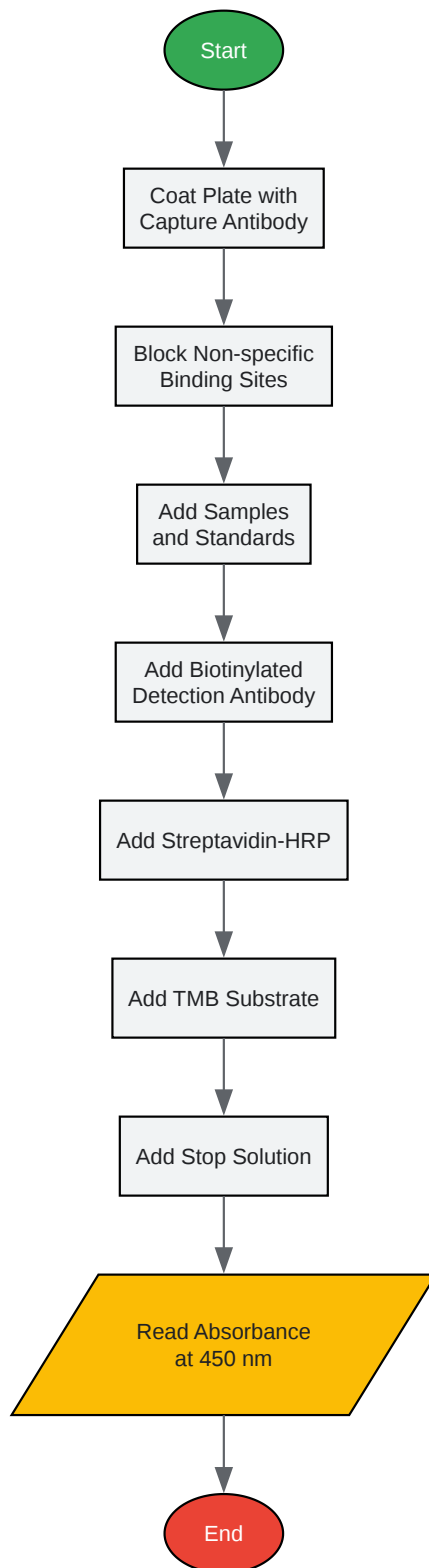 Start
Coat Plate with
Capture Antibody
Block Non-specific
Binding Sites
Add Samples
and Standards
Add Biotinylated
Detection Antibody
Add Streptavidin-HRP
Add TMB Substrate
Add Stop Solution
Read Absorbance
at 450 nm
End